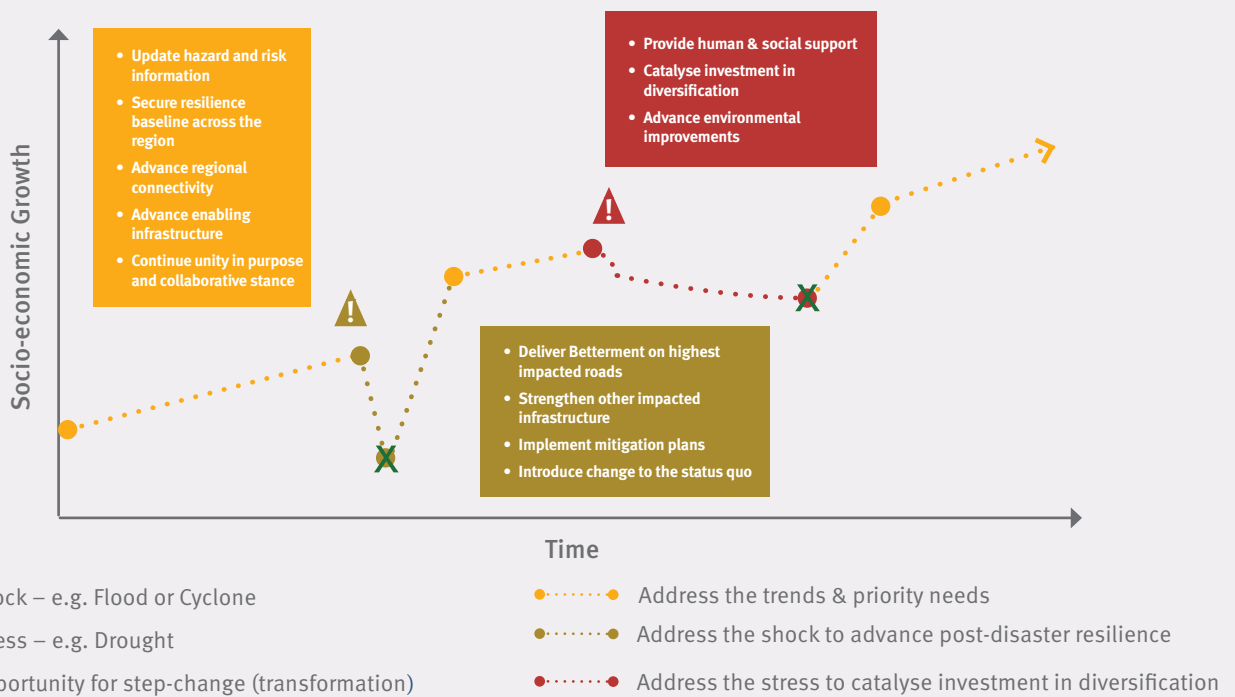 • Update hazard and risk
information
• Secure resilience
baseline across the
region
• Advance regional
connectivity
• Advance enabling
infrastructure
• Continue unity in purpose
and collaborative stance
• Provide human & social support
• Catalyse investment in
diversification
• Advance environmental
improvements
!
!
• Deliver Betterment on highest
impacted roads
• Strengthen other impacted
infrastructure
• Implement mitigation plans
• Introduce change to the status quo
X
X
Socio-economic Growth
Time
ock – e.g. Flood or Cyclone
ess – e.g. Drought
portunity for step-change (transformation)
Address the trends & priority needs
Address the shock to advance post-disaster resilience
Address the stress to catalyse investment in diversification